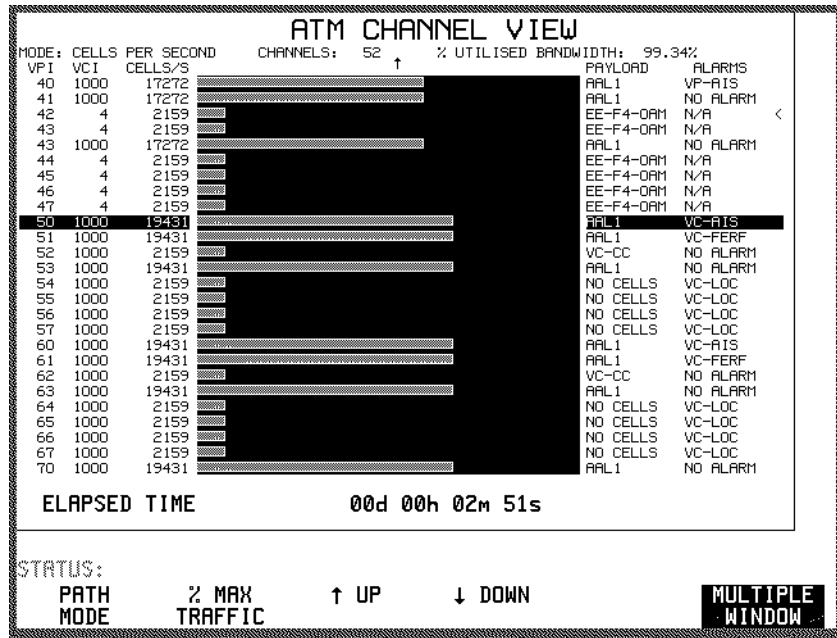 ATM CHANNEL VIEW
MODE: CELLS PER SECOND CHANNELS: 52 ↑ % UTILISED BANDWIDTH: 99.34%
VPI VCI CELLS/S PAYLOAD ALARMS
40 1000 17272 AAL1 VP-AIS
41 1000 17272 AAL1 NO ALARM
42 4 2159 EE-F4-OAM N/A <
43 4 2159 EE-F4-OAM N/A
43 1000 17272 AAL1 NO ALARM
44 4 2159 EE-F4-OAM N/A
45 4 2159 EE-F4-OAM N/A
46 4 2159 EE-F4-OAM N/A
47 4 2159 EE-F4-OAM N/A
50 1000 19431 AAL1 VC-AIS
51 1000 19431 AAL1 VC-FERF
52 1000 2159 VC-CC NO ALARM
53 1000 19431 AAL1 NO ALARM
54 1000 2159 NO CELLS VC-LOC
55 1000 2159 NO CELLS VC-LOC
56 1000 2159 NO CELLS VC-LOC
57 1000 2159 NO CELLS VC-LOC
60 1000 19431 AAL1 VC-AIS
61 1000 19431 AAL1 VC-FERF
62 1000 2159 VC-CC NO ALARM
63 1000 19431 AAL1 NO ALARM
64 1000 2159 NO CELLS VC-LOC
65 1000 2159 NO CELLS VC-LOC
66 1000 2159 NO CELLS VC-LOC
67 1000 2159 NO CELLS VC-LOC
70 1000 19431 AAL1 NO ALARM
ELAPSED TIME 00d 00h 02m 51s
STATUS:
PATH MODE
% MAX TRAFFIC
↑ UP
↓ DOWN
MULTIPLE WINDOW